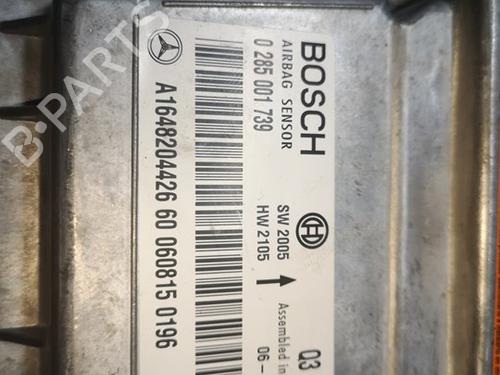 BOSCH
AIRBAG SENSOR
0 285 001 739
SW 2005
HW 2105
A1648204426 60 060815 0196
Q3
Assembled in
06-
B-PARTS